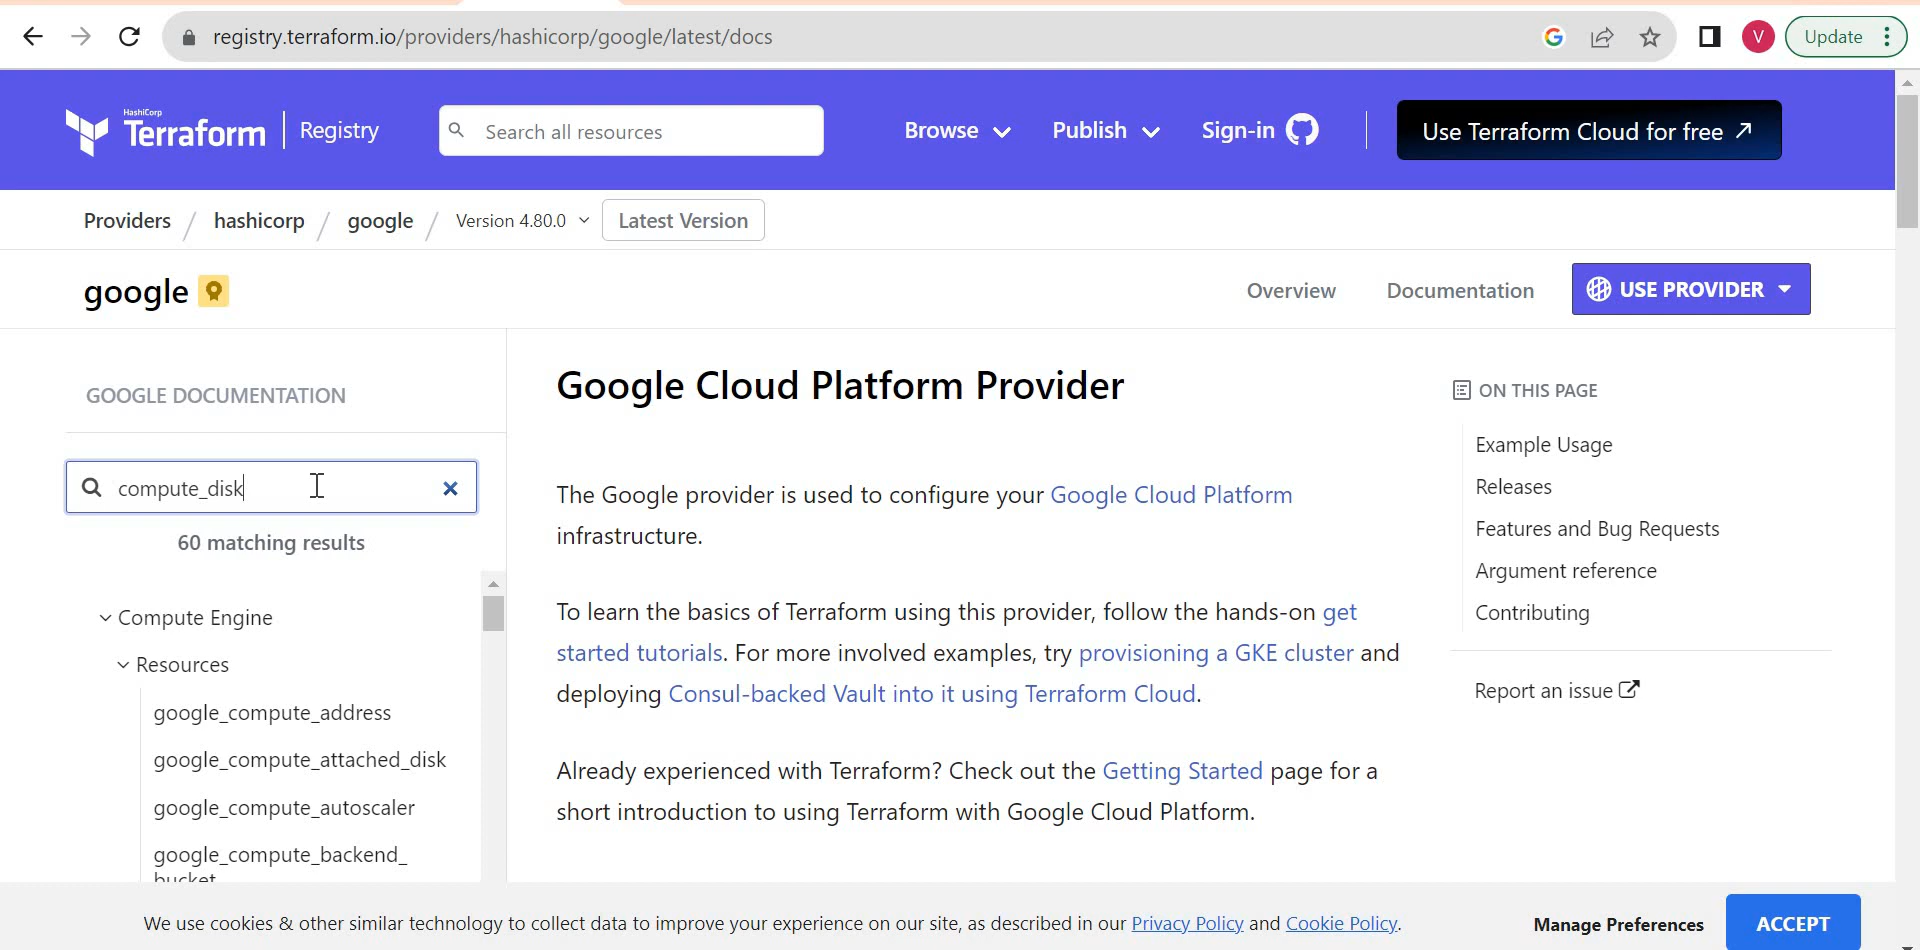 registry.terraform.io/providers/hashicorp/google/latest/docs
G
V
Update
HashiCorp
Terraform
Registry
Search all resources
Browse
Publish
Sign-in
Use Terraform Cloud for free
Providers / hashicorp / google / Version 4.80.0
Latest Version
google
Overview
Documentation
USE PROVIDER
GOOGLE DOCUMENTATION
compute_disk
60 matching results
Compute Engine
Resources
google_compute_address
google_compute_attached_disk
google_compute_autoscaler
google_compute_backend_
bucket
Google Cloud Platform Provider
The Google provider is used to configure your Google Cloud Platform
infrastructure.
To learn the basics of Terraform using this provider, follow the hands-on get
started tutorials. For more involved examples, try provisioning a GKE cluster and
deploying Consul-backed Vault into it using Terraform Cloud.
Already experienced with Terraform? Check out the Getting Started page for a
short introduction to using Terraform with Google Cloud Platform.
ON THIS PAGE
Example Usage
Releases
Features and Bug Requests
Argument reference
Contributing
Report an issue
We use cookies & other similar technology to collect data to improve your experience on our site, as described in our Privacy Policy and Cookie Policy.
Manage Preferences
ACCEPT